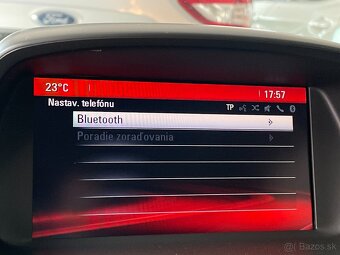 Ford
23°C
17:57
Nastav. telefónu
TP
Bluetooth
Poradie zoraďovania
Bazos.sk